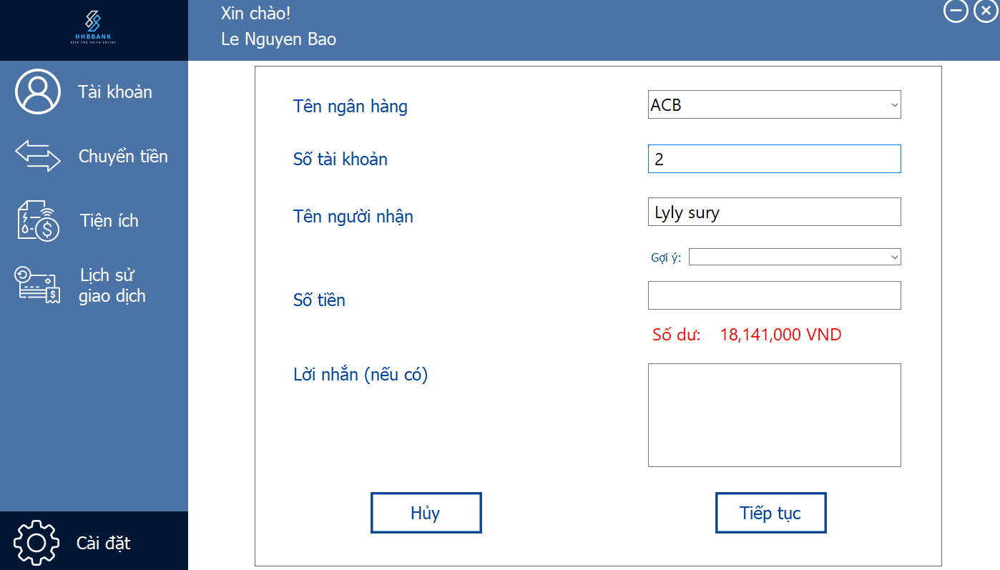 HHBBANK
KEEP THE FAITH ENTIRE
Xin chào!
Le Nguyen Bao
Tài khoản
Chuyển tiền
Tiện ích
Lịch sử
giao dịch
Cài đặt
Tên ngân hàng
ACB
Số tài khoản
2
Tên người nhận
Lyly sury
Gợi ý:
Số tiền
Số dư: 18,141,000 VND
Lời nhắn (nếu có)
Hủy
Tiếp tục